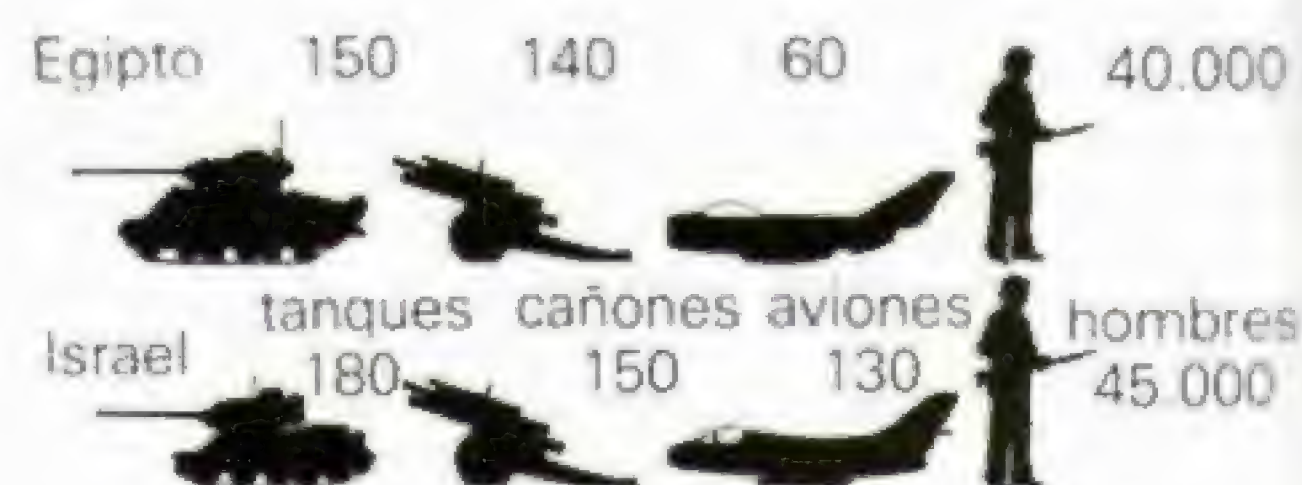 Egipto 150 140 60 40.000
tanques cañones aviones hombres
Israel 180 150 130 45.000